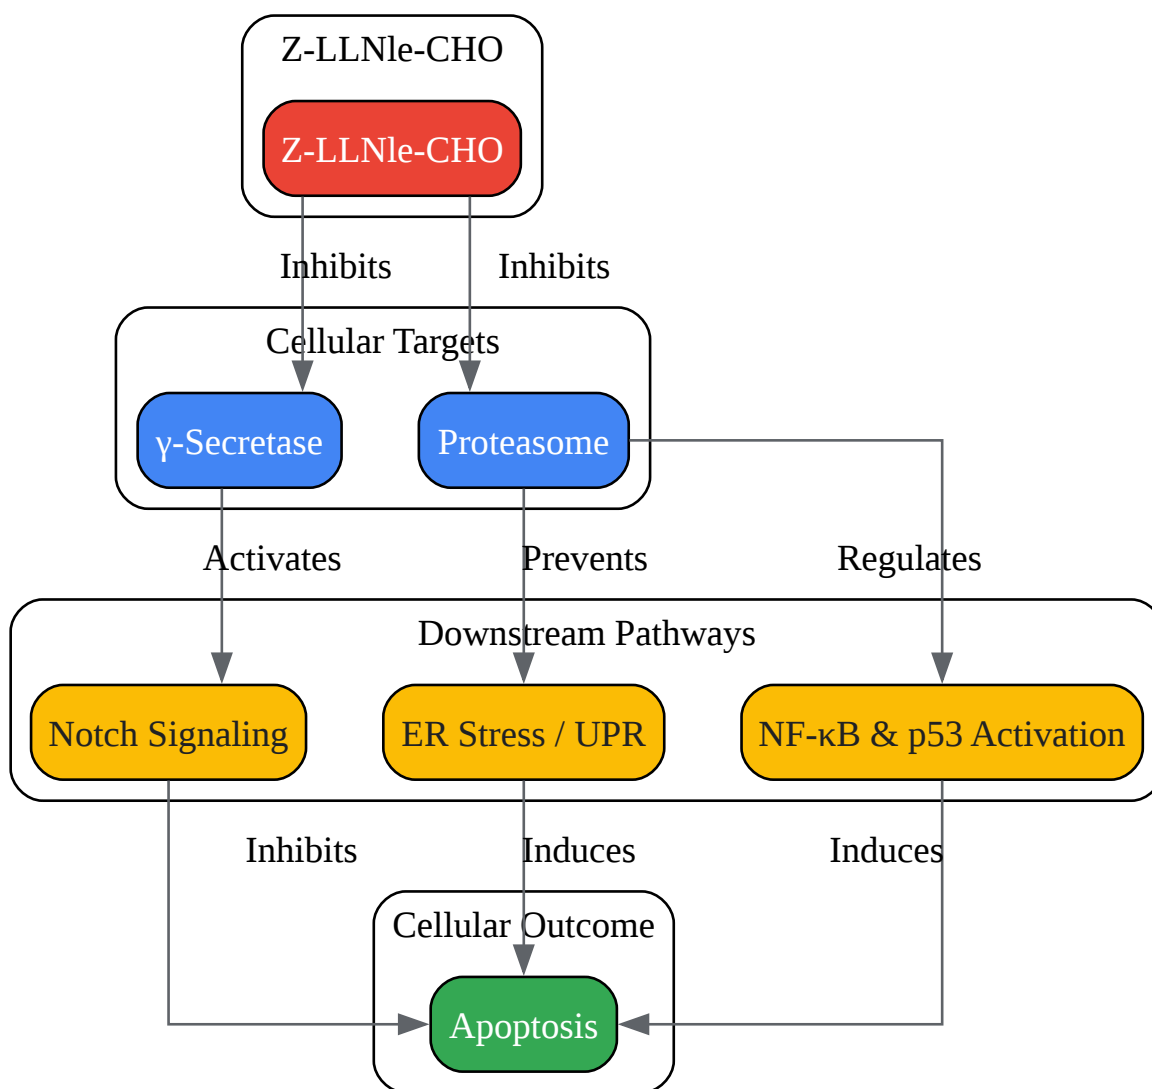 Z-LLNle-CHO
Z-LLNle-CHO
Inhibits
Inhibits
Cellular Targets
γ-Secretase
Proteasome
Activates
Prevents
Regulates
Downstream Pathways
Notch Signaling
ER Stress / UPR
NF-κB & p53 Activation
Inhibits
Induces
Induces
Cellular Outcome
Apoptosis